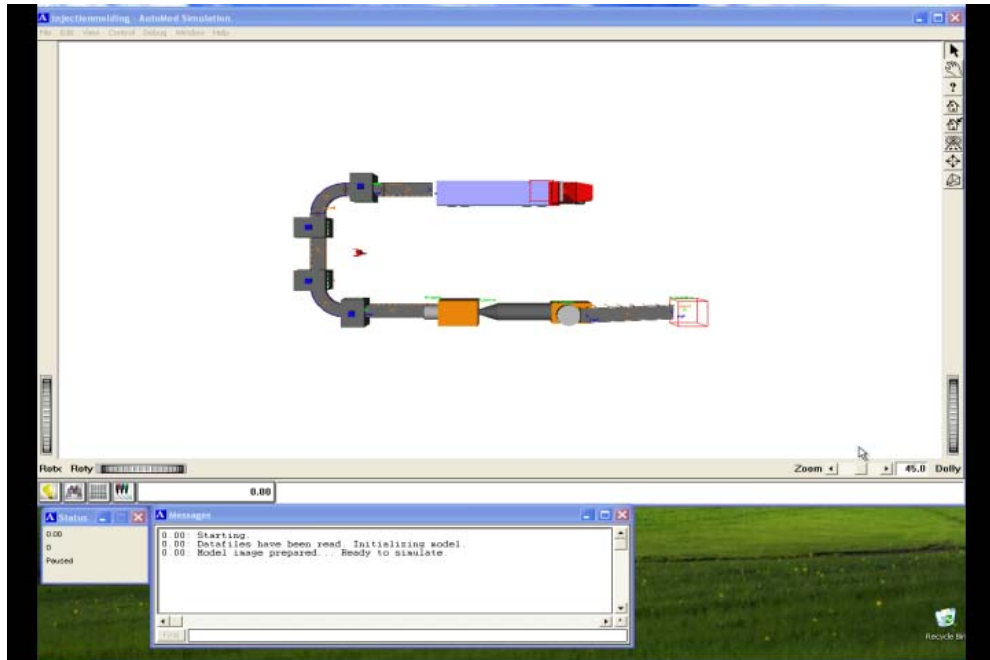 injectionmolding - AutoMod Simulation
File Edit View Control Debug Window Help
Rotx Roty
Zoom 45.0 Dolly
0.00
Status
0.00
0
Paused
Messages
0.00: Starting.
0.00: Datafiles have been read. Initializing model.
0.00: Model image prepared... Ready to simulate.
Recycle Bin